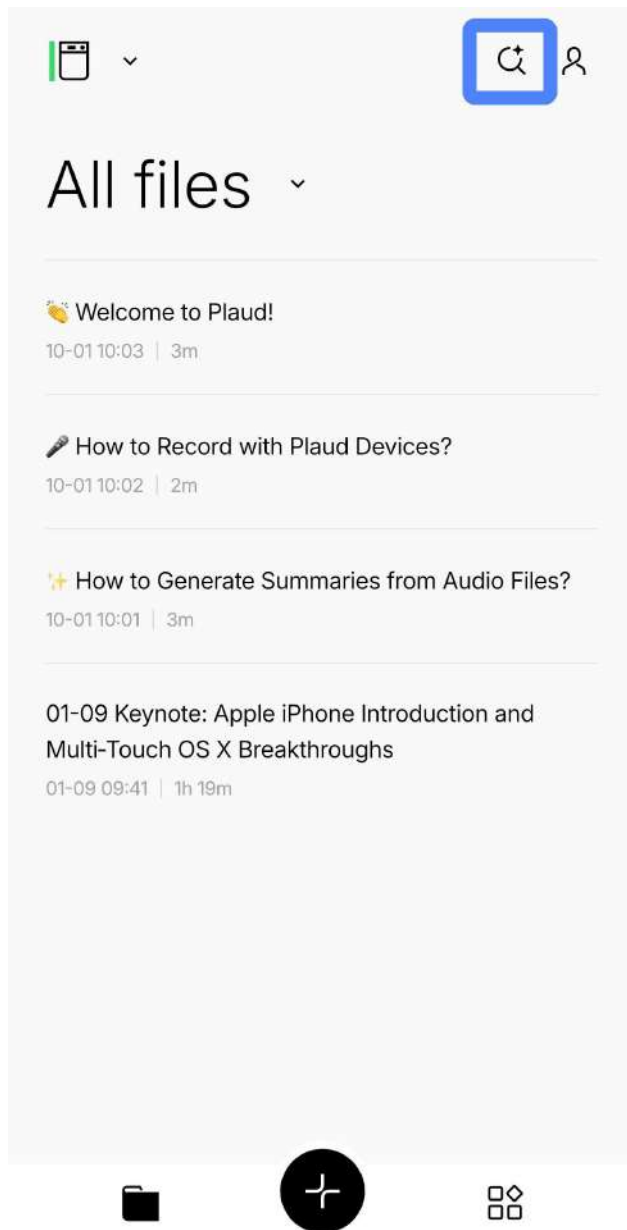 All files
👏 Welcome to Plaud!
10-01 10:03 | 3m
🎤 How to Record with Plaud Devices?
10-01 10:02 | 2m
✨ How to Generate Summaries from Audio Files?
10-01 10:01 | 3m
01-09 Keynote: Apple iPhone Introduction and
Multi-Touch OS X Breakthroughs
01-09 09:41 | 1h 19m